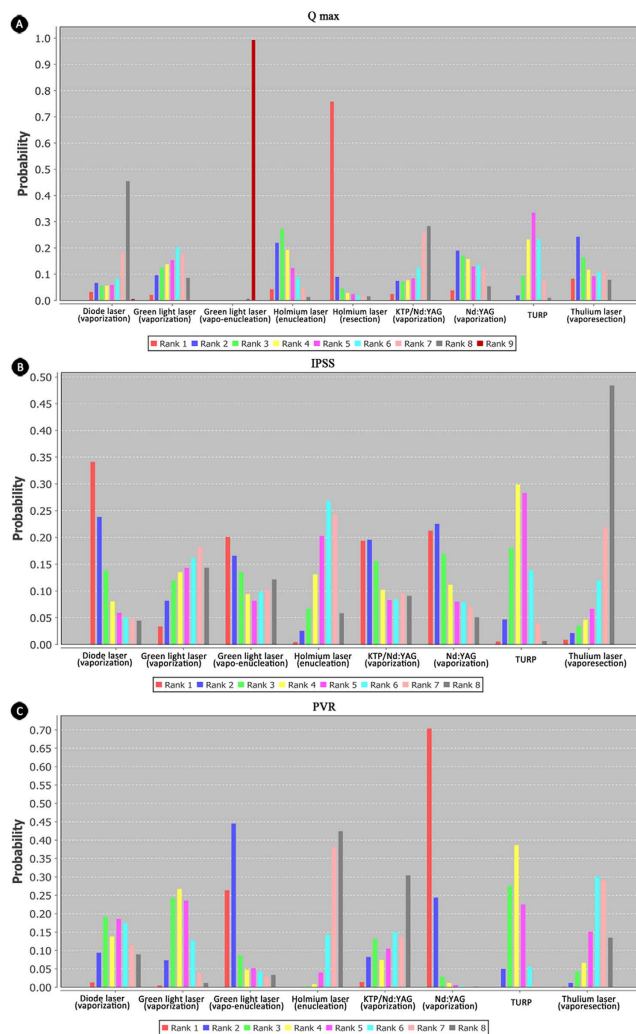 A
Q max
1.0
0.9
0.8
0.7
0.6
0.5
0.4
0.3
0.2
0.1
0.0
Probability
Diode laser (vaporization)
Green light laser (vaporization)
Green light laser (vapo-enucleation)
Holmium laser (enucleation)
Holmium laser (resection)
KTP/Nd:YAG (vaporization)
Nd:YAG (vaporization)
TURP
Thulium laser (vaporesection)
Rank 1 Rank 2 Rank 3 Rank 4 Rank 5 Rank 6 Rank 7 Rank 8 Rank 9
B
IPSS
0.50
0.45
0.40
0.35
0.30
0.25
0.20
0.15
0.10
0.05
0.00
Probability
Diode laser (vaporization)
Green light laser (vaporization)
Green light laser (vapo-enucleation)
Holmium laser (enucleation)
KTP/Nd:YAG (vaporization)
Nd:YAG (vaporization)
TURP
Thulium laser (vaporesection)
Rank 1 Rank 2 Rank 3 Rank 4 Rank 5 Rank 6 Rank 7 Rank 8
C
PVR
0.70
0.65
0.60
0.55
0.50
0.45
0.40
0.35
0.30
0.25
0.20
0.15
0.10
0.05
0.00
Probability
Diode laser (vaporization)
Green light laser (vaporization)
Green light laser (vapo-enucleation)
Holmium laser (enucleation)
KTP/Nd:YAG (vaporization)
Nd:YAG (vaporization)
TURP
Thulium laser (vaporesection)
Rank 1 Rank 2 Rank 3 Rank 4 Rank 5 Rank 6 Rank 7 Rank 8